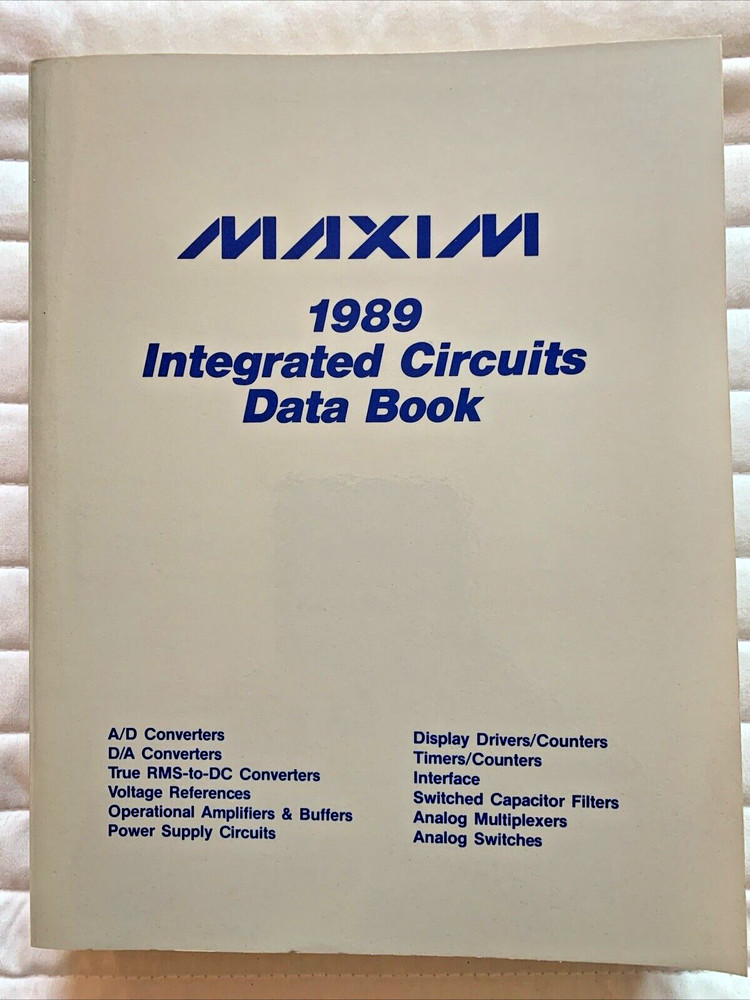 MAXIM
1989
Integrated Circuits
Data Book
A/D Converters
D/A Converters
True RMS-to-DC Converters
Voltage References
Operational Amplifiers & Buffers
Power Supply Circuits
Display Drivers/Counters
Timers/Counters
Interface
Switched Capacitor Filters
Analog Multiplexers
Analog Switches